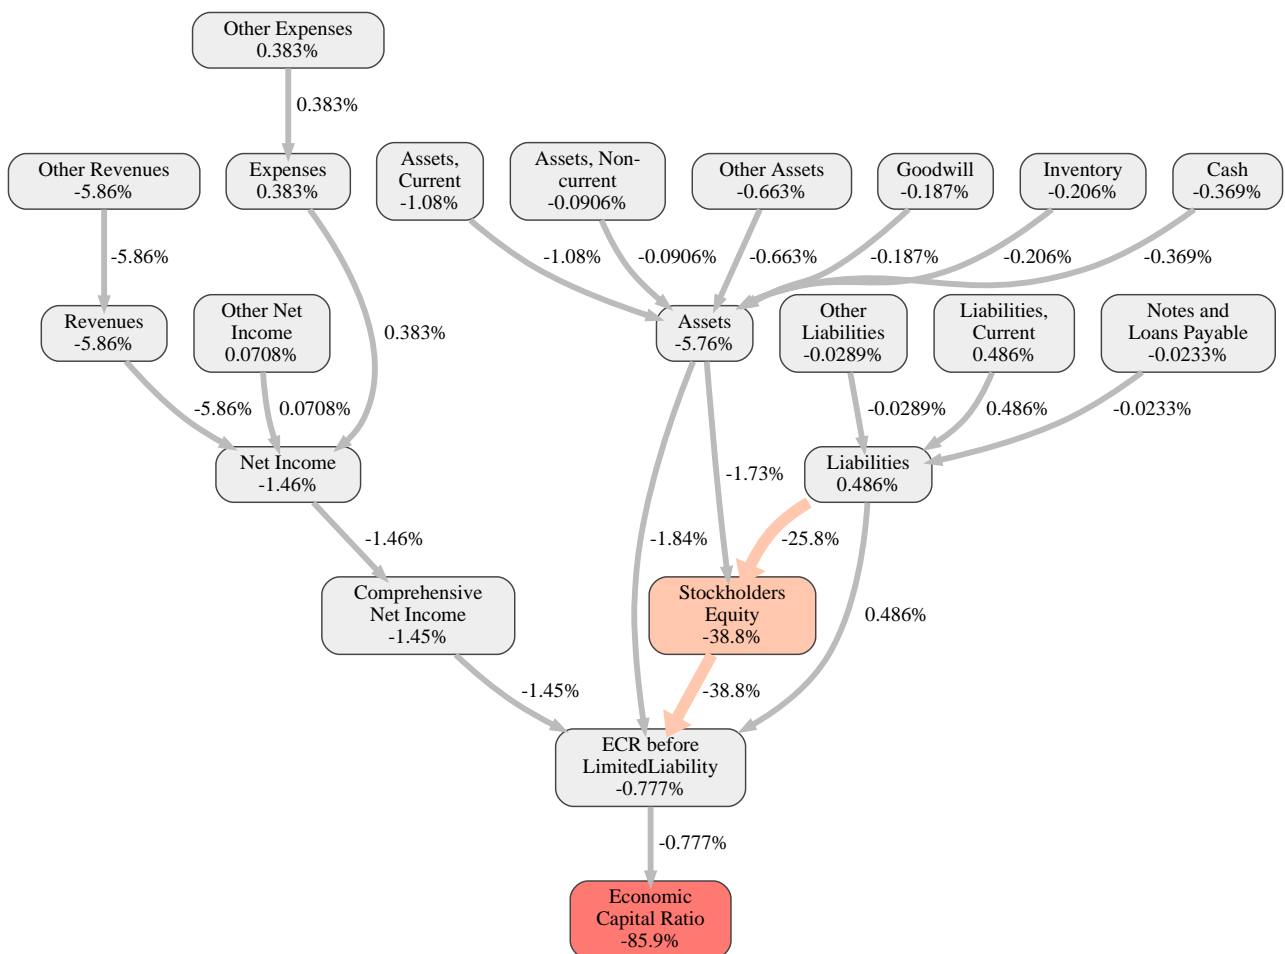 Other Expenses
0.383%
0.383%
Other Revenues
-5.86%
Expenses
0.383%
Assets,
Current
-1.08%
Assets, Non-
current
-0.0906%
Other Assets
-0.663%
Goodwill
-0.187%
Inventory
-0.206%
Cash
-0.369%
-5.86%
-1.08%
-0.0906%
-0.663%
-0.187%
-0.206%
-0.369%
Revenues
-5.86%
Other Net
Income
0.0708%
0.383%
Assets
-5.76%
Other
Liabilities
-0.0289%
Liabilities,
Current
0.486%
Notes and
Loans Payable
-0.0233%
-5.86%
0.0708%
-0.0289%
0.486%
-0.0233%
Net Income
-1.46%
-1.73%
Liabilities
0.486%
-1.46%
-1.84%
-25.8%
Comprehensive
Net Income
-1.45%
Stockholders
Equity
-38.8%
0.486%
-1.45%
-38.8%
ECR before
LimitedLiability
-0.777%
-0.777%
Economic
Capital Ratio
-85.9%